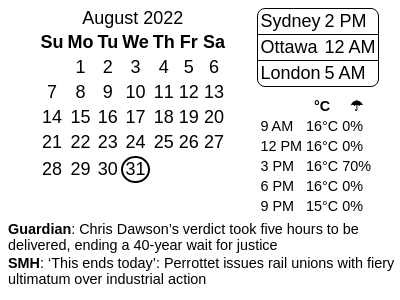 August 2022
Su Mo Tu We Th Fr Sa
1 2 3 4 5 6
7 8 9 10 11 12 13
14 15 16 17 18 19 20
21 22 23 24 25 26 27
28 29 30 31
Sydney 2 PM
Ottawa 12 AM
London 5 AM
°C ☂
9 AM 16°C 0%
12 PM 16°C 0%
3 PM 16°C 70%
6 PM 16°C 0%
9 PM 15°C 0%
Guardian: Chris Dawson’s verdict took five hours to be
delivered, ending a 40-year wait for justice
SMH: ‘This ends today’: Perrottet issues rail unions with fiery
ultimatum over industrial action